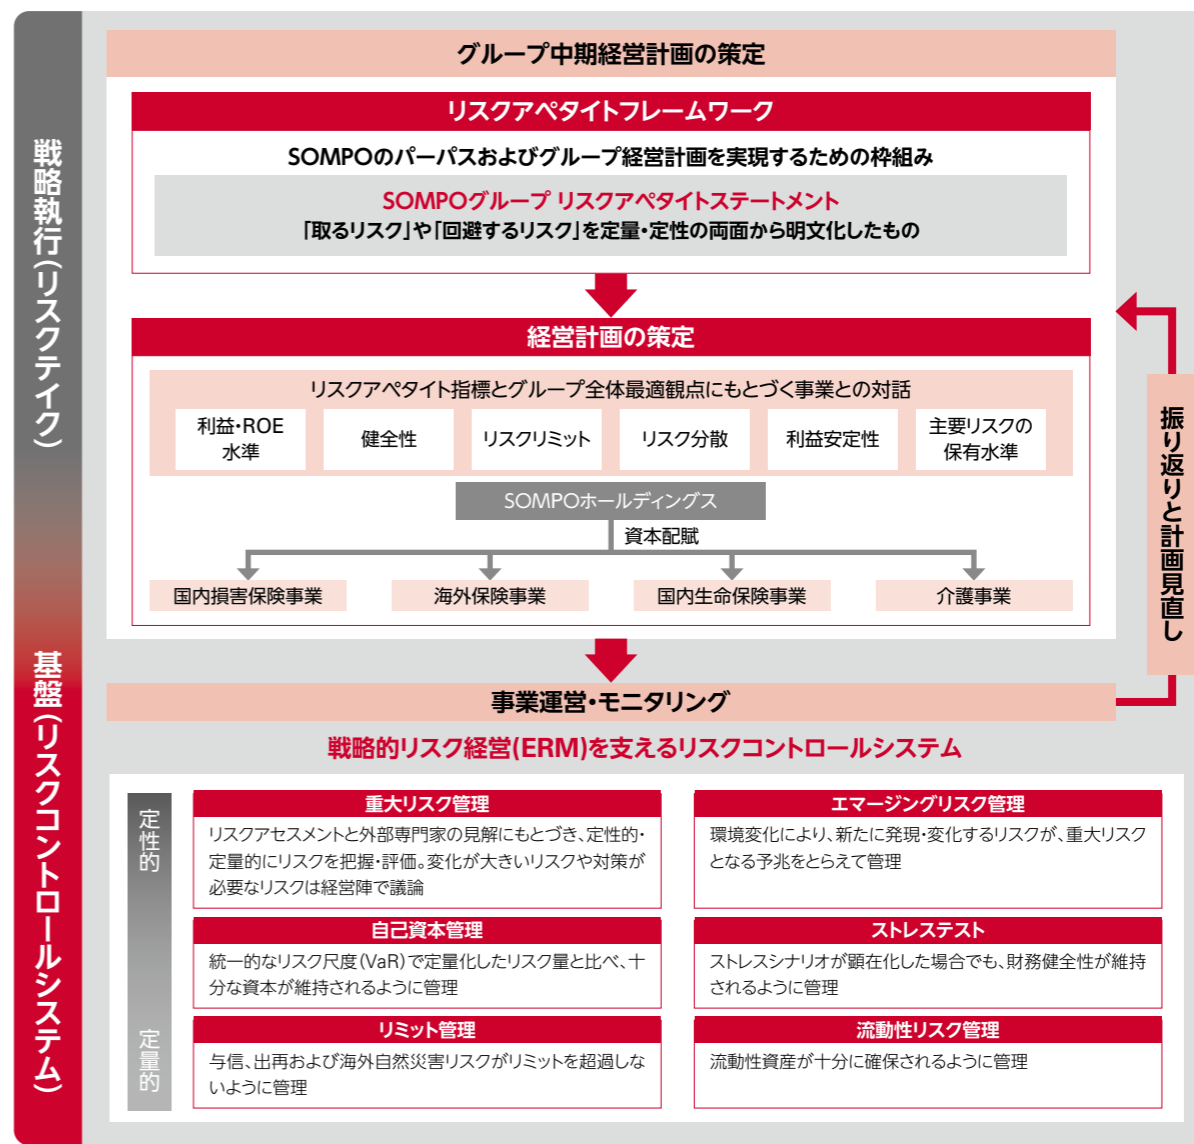 戦略執行(リスクテイク)
基盤(リスクコントロールシステム)
グループ中期経営計画の策定
リスクアペタイトフレームワーク
SOMPOのパーパスおよびグループ経営計画を実現するための枠組み
SOMPOグループ リスクアペタイトステートメント
「取るリスク」や「回避するリスク」を定量・定性の両面から明文化したもの
経営計画の策定
リスクアペタイト指標とグループ全体最適観点にもとづく事業との対話
利益・ROE
水準
健全性
リスクリミット
リスク分散
利益安定性
主要リスクの
保有水準
SOMPOホールディングス
資本配賦
国内損害保険事業
海外保険事業
国内生命保険事業
介護事業
振り返りと計画見直し
事業運営・モニタリング
戦略的リスク経営(ERM)を支えるリスクコントロールシステム
定性的
定量的
重大リスク管理
リスクアセスメントと外部専門家の見解にもとづき、定性的・
定量的にリスクを把握・評価。変化が大きいリスクや対策が
必要なリスクは経営陣で議論
エマージングリスク管理
環境変化により、新たに発現・変化するリスクが、重大リスク
となる予兆をとらえて管理
自己資本管理
統一的なリスク尺度(VaR)で定量化したリスク量と比べ、十
分な資本が維持されるように管理
ストレステスト
ストレスシナリオが顕在化した場合でも、財務健全性が維持
されるように管理
リミット管理
与信、出再および海外自然災害リスクがリミットを超過しな
いように管理
流動性リスク管理
流動性資産が十分に確保されるように管理